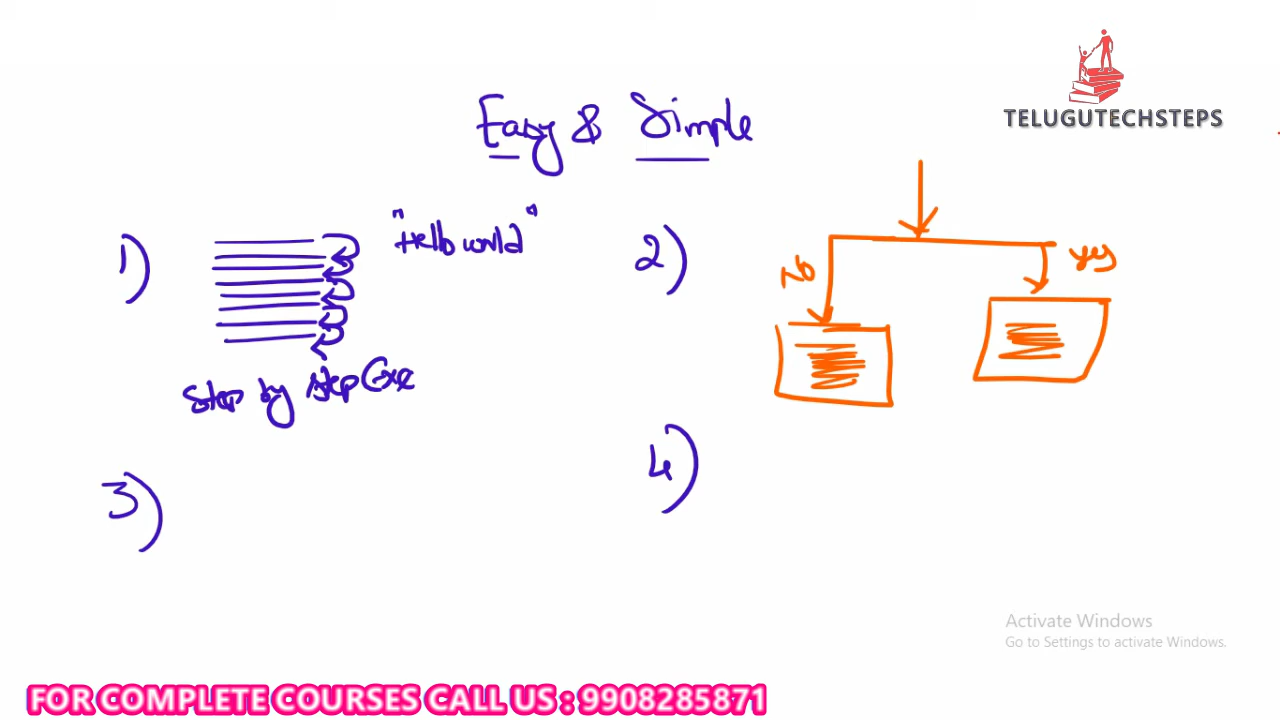 TELUGUTECHSTEPS
Easy & Simple
1)
"Hello world"
Step by step Exe
2)
No
yes
3)
4)
Activate Windows
Go to Settings to activate Windows.
FOR COMPLETE COURSES CALL US : 9908285871